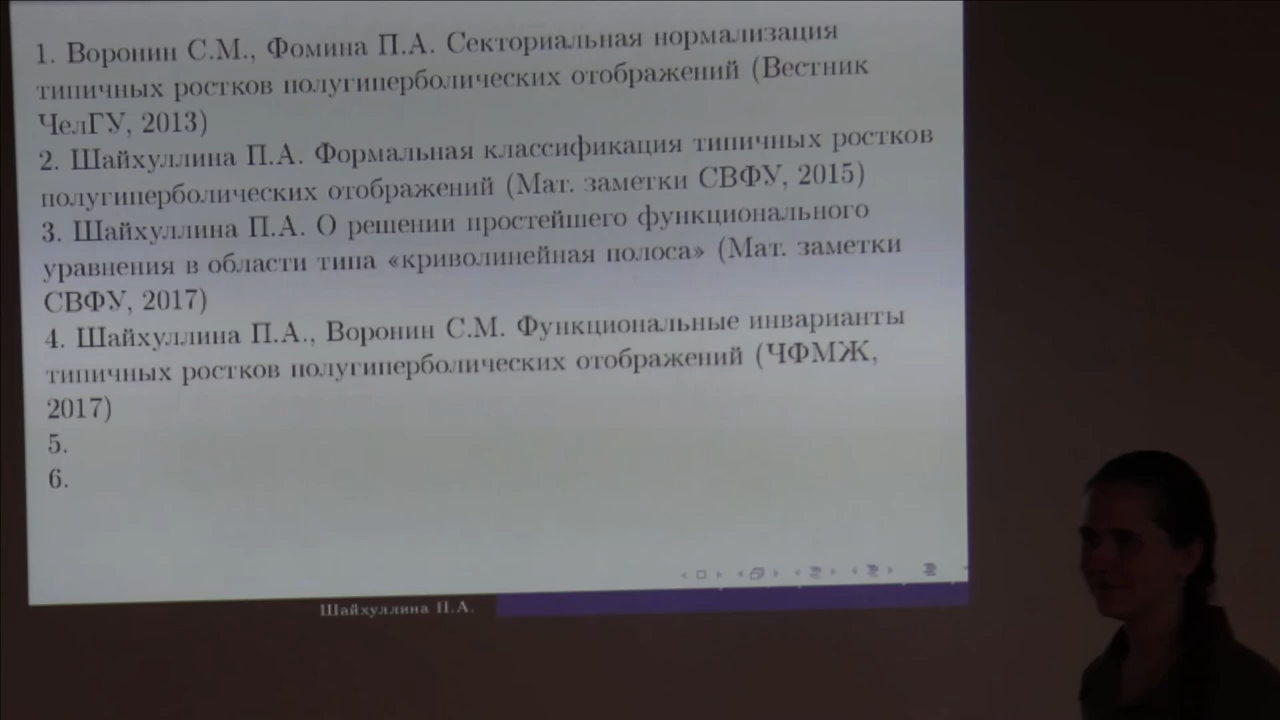 1. Воронин С.М., Фомина П.А. Секториальная нормализация
типичных ростков полугиперболических отображений (Вестник
ЧелГУ, 2013)
2. Шайхуллина П.А. Формальная классификация типичных ростков
полугиперболических отображений (Мат. заметки СВФУ, 2015)
3. Шайхуллина П.А. О решении простейшего функционального
уравнения в области типа «криволинейная полоса» (Мат. заметки
СВФУ, 2017)
4. Шайхуллина П.А., Воронин С.М. Функциональные инварианты
типичных ростков полугиперболических отображений (ЧФМЖ,
2017)
5.
6.
Шайхуллина П.А.